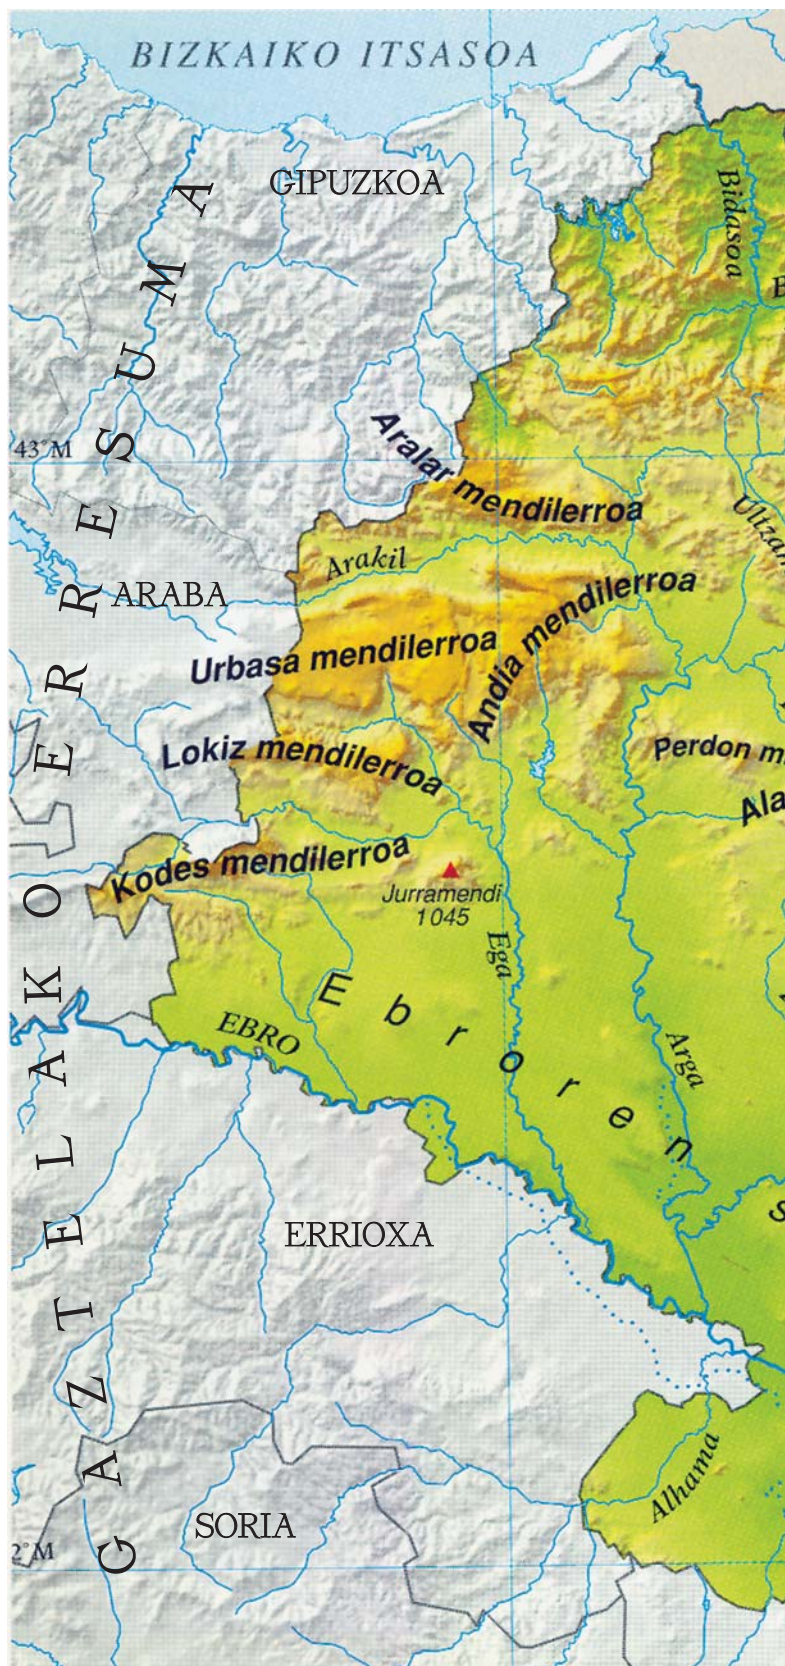 BIZKAIKO ITSASOA
GIPUZKOA
Bidasoa
43°M
Aralar mendilerroa
Arakil
ARABA
Urbasa mendilerroa
Andia mendilerroa
Lokiz mendilerroa
Perdon m
Ala
Kodes mendilerroa
Jurramendi
1045
Ega
EBRO
Ebroren
Arga
ERRIOXA
Alhama
SORIA
2°M
GAZTELAKO ERRESUMA